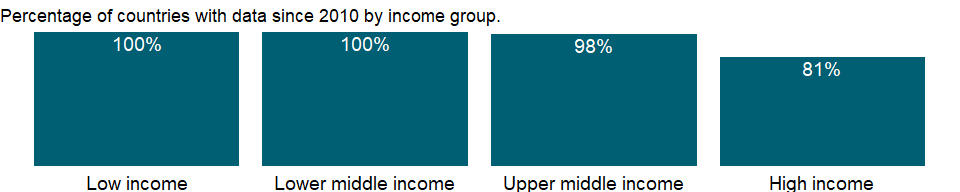 Percentage of countries with data since 2010 by income group.
100% 100% 98% 81%
Low income Lower middle income Upper middle income High income